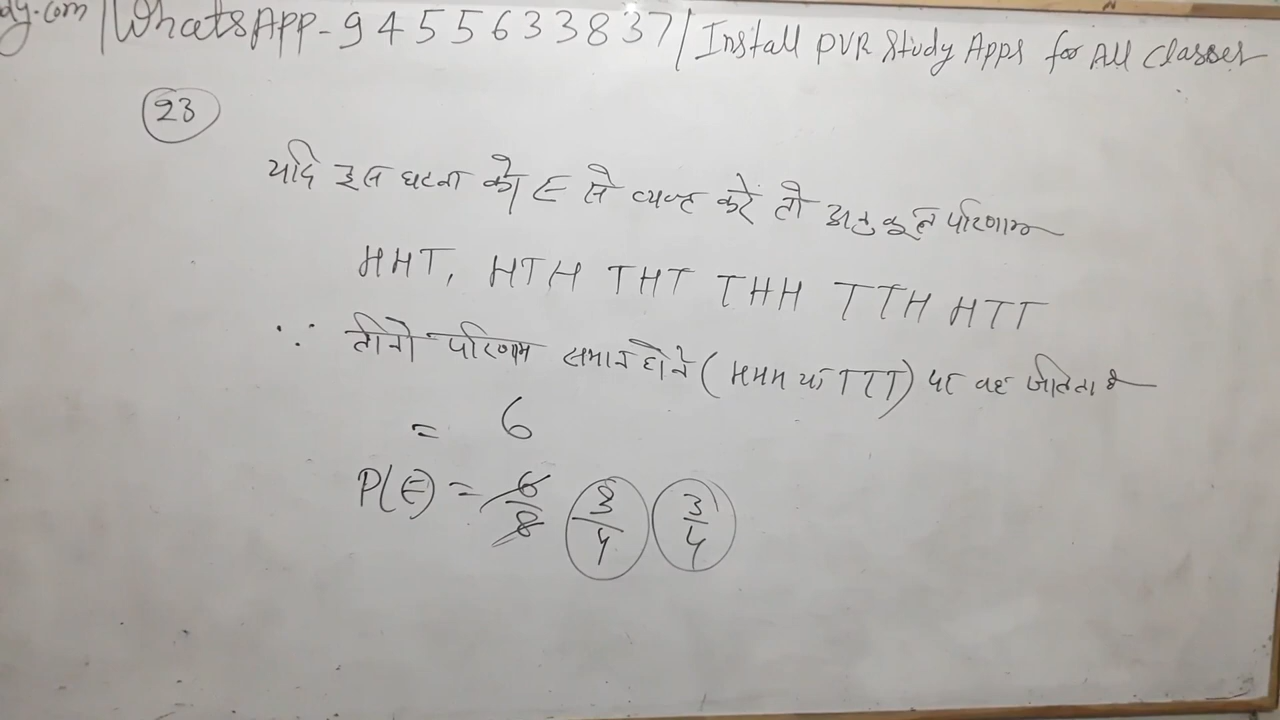 dy.com | WhatsApp-9455633837 | Install PVR Study Apps for All Classes
23
यदि इस घटना को E से व्यक्त करें तो अनुकूल परिणाम
HHT, HTH THT THH TTH HTT
∵ तीनो परिणाम समान होने (HHH या TTT) पर वह जीतता है
= 6
P(E) = 6/8 3/4 3/4